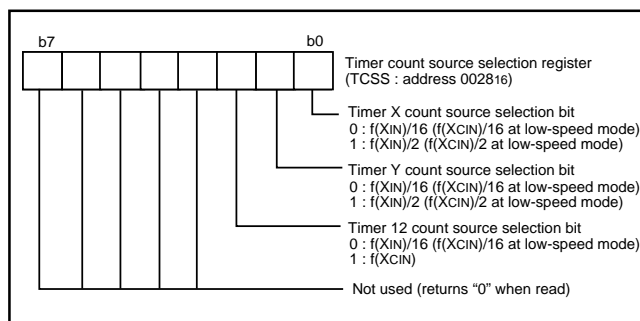 b7 b0
Timer count source selection register
(TCSS : address 002816)
Timer X count source selection bit
0 : f(XIN)/16 (f(XCIN)/16 at low-speed mode)
1 : f(XIN)/2 (f(XCIN)/2 at low-speed mode)
Timer Y count source selection bit
0 : f(XIN)/16 (f(XCIN)/16 at low-speed mode)
1 : f(XIN)/2 (f(XCIN)/2 at low-speed mode)
Timer 12 count source selection bit
0 : f(XIN)/16 (f(XCIN)/16 at low-speed mode)
1 : f(XCIN)
Not used (returns “0” when read)